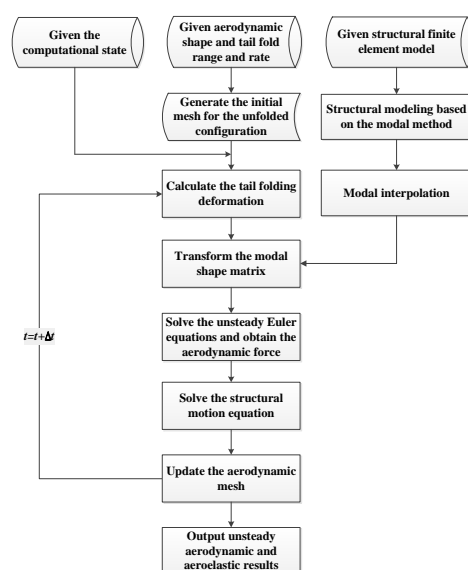 Given the
computational state
Given aerodynamic
shape and tail fold
range and rate
Given structural finite
element model
Generate the initial
mesh for the unfolded
configuration
Structural modeling based
on the modal method
Calculate the tail folding
deformation
Modal interpolation
Transform the modal
shape matrix
Solve the unsteady Euler
equations and obtain the
aerodynamic force
t=t+Δt
Solve the structural
motion equation
Update the aerodynamic
mesh
Output unsteady
aerodynamic and
aeroelastic results